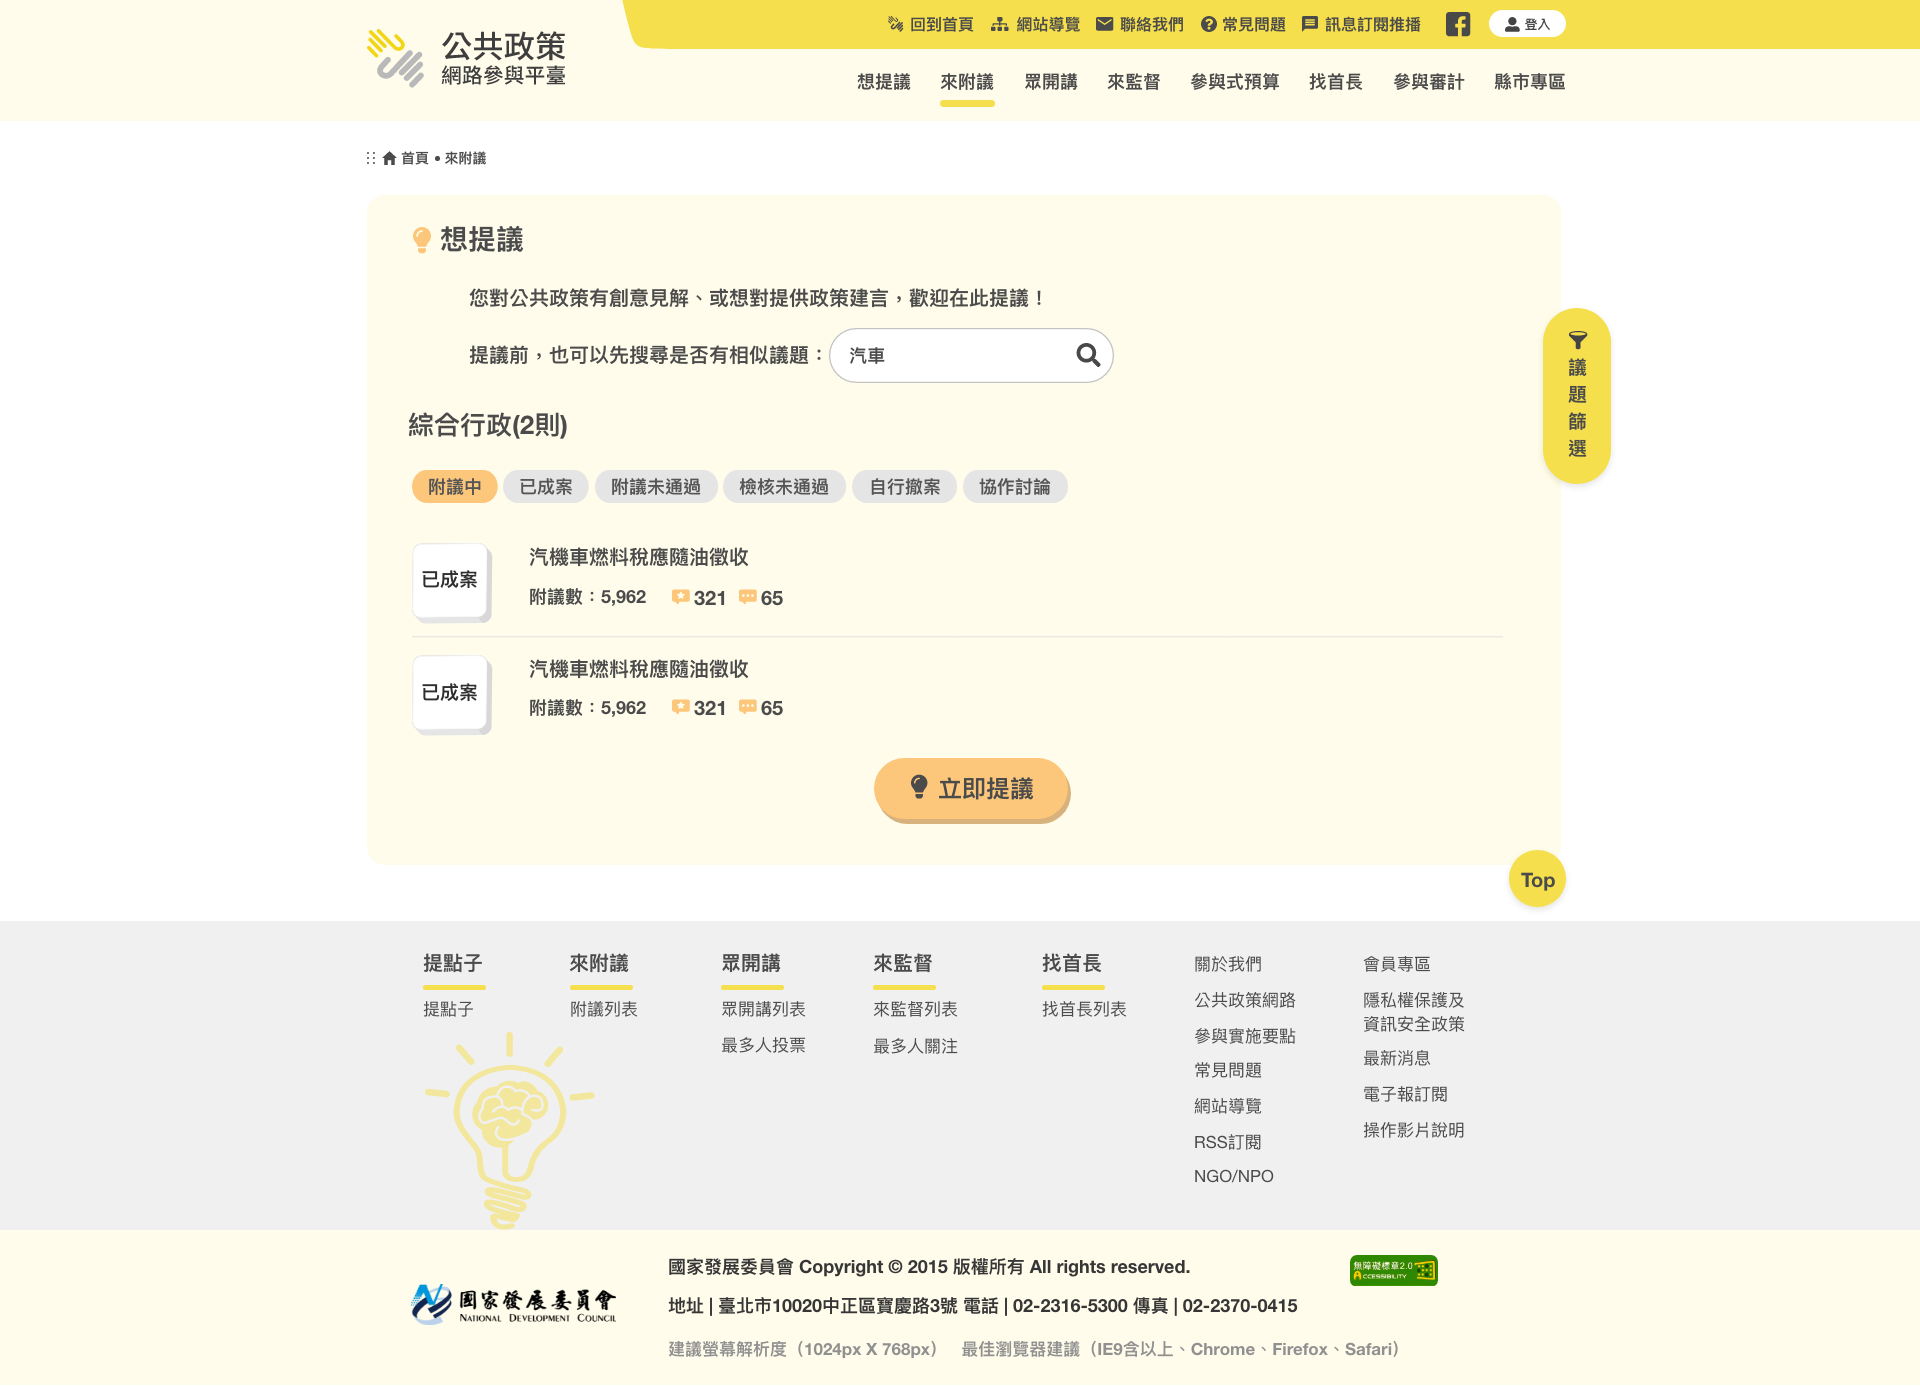 公共政策
網路參與平臺
回到首頁 網站導覽 聯絡我們 常見問題 訊息訂閱推播 登入
想提議 來附議 眾開講 來監督 參與式預算 找首長 參與審計 縣市專區
首頁 • 來附議
想提議
您對公共政策有創意見解、或想對提供政策建言，歡迎在此提議！
提議前，也可以先搜尋是否有相似議題： 汽車
議題篩選
綜合行政(2則)
附議中 已成案 附議未通過 檢核未通過 自行撤案 協作討論
已成案
汽機車燃料稅應隨油徵收
附議數：5,962 321 65
已成案
汽機車燃料稅應隨油徵收
附議數：5,962 321 65
立即提議
Top
提點子
提點子
來附議
附議列表
眾開講
眾開講列表
最多人投票
來監督
來監督列表
最多人關注
找首長
找首長列表
關於我們
公共政策網路
參與實施要點
常見問題
網站導覽
RSS訂閱
NGO/NPO
會員專區
隱私權保護及
資訊安全政策
最新消息
電子報訂閱
操作影片說明
國家發展委員會
NATIONAL DEVELOPMENT COUNCIL
國家發展委員會 Copyright © 2015 版權所有 All rights reserved.
地址 | 臺北市10020中正區寶慶路3號 電話 | 02-2316-5300 傳真 | 02-2370-0415
建議螢幕解析度（1024px X 768px） 最佳瀏覽器建議（IE9含以上、Chrome、Firefox、Safari）
無障礙標章2.0
ACCESSIBILITY